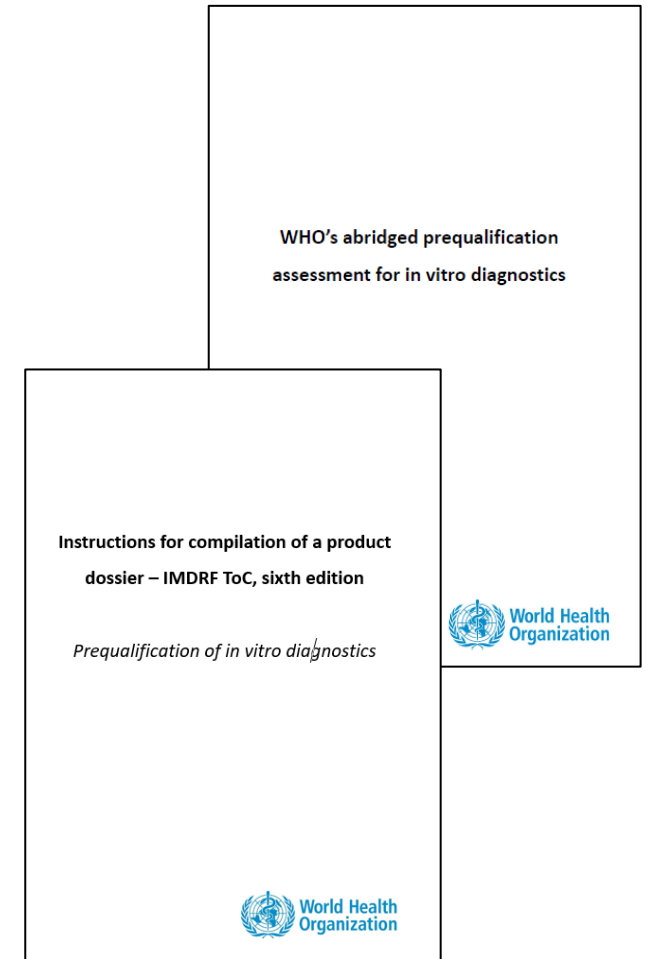 WHO’s abridged prequalification
assessment for in vitro diagnostics
World Health
Organization
Instructions for compilation of a product
dossier – IMDRF ToC, sixth edition
Prequalification of in vitro diagnostics
World Health
Organization